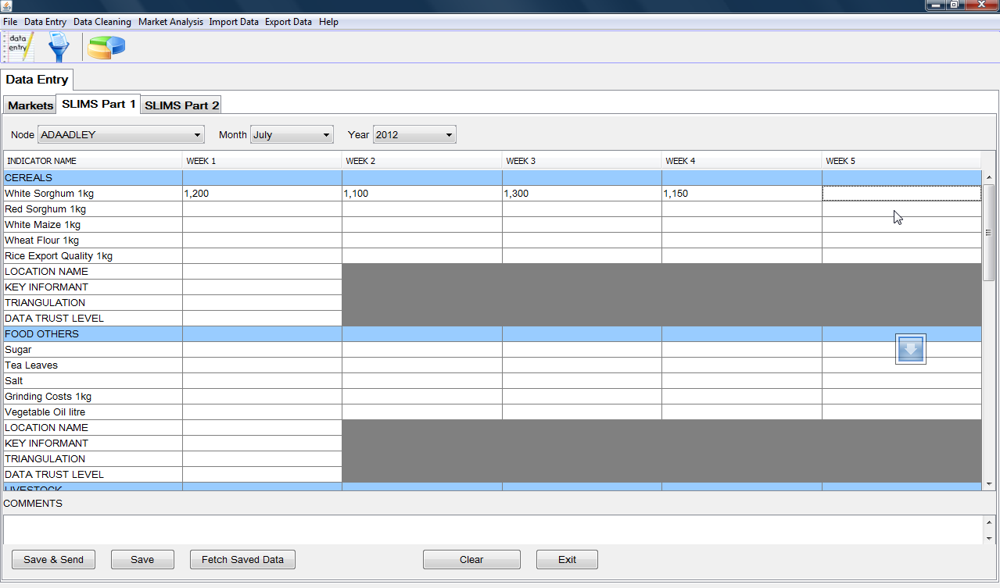 File Data Entry Data Cleaning Market Analysis Import Data Export Data Help
data
entry
Data Entry
Markets SLIMS Part 1 SLIMS Part 2
Node ADAADLEY Month July Year 2012
INDICATOR NAME WEEK 1 WEEK 2 WEEK 3 WEEK 4 WEEK 5
CEREALS
White Sorghum 1kg 1,200 1,100 1,300 1,150
Red Sorghum 1kg
White Maize 1kg
Wheat Flour 1kg
Rice Export Quality 1kg
LOCATION NAME
KEY INFORMANT
TRIANGULATION
DATA TRUST LEVEL
FOOD OTHERS
Sugar
Tea Leaves
Salt
Grinding Costs 1kg
Vegetable Oil litre
LOCATION NAME
KEY INFORMANT
TRIANGULATION
DATA TRUST LEVEL
LIVESTOCK
COMMENTS
Save & Send Save Fetch Saved Data Clear Exit